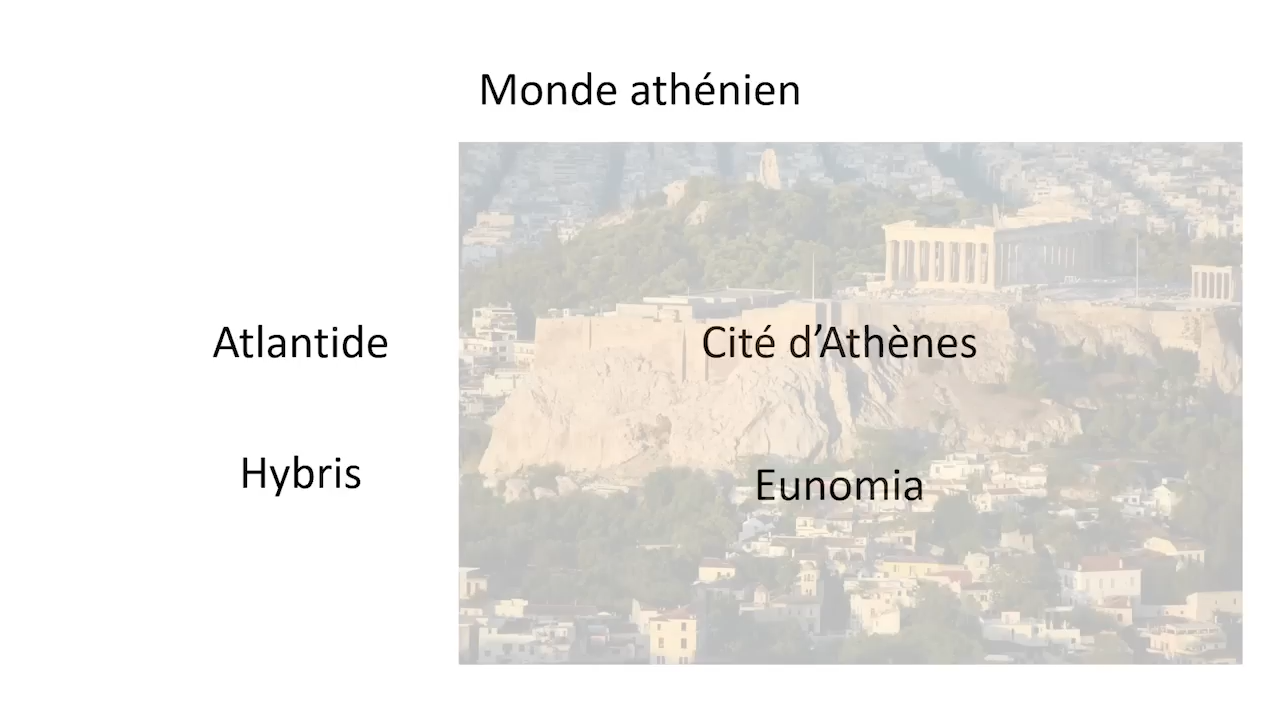 Monde athénien
Atlantide
Cité d’Athènes
Hybris
Eunomia